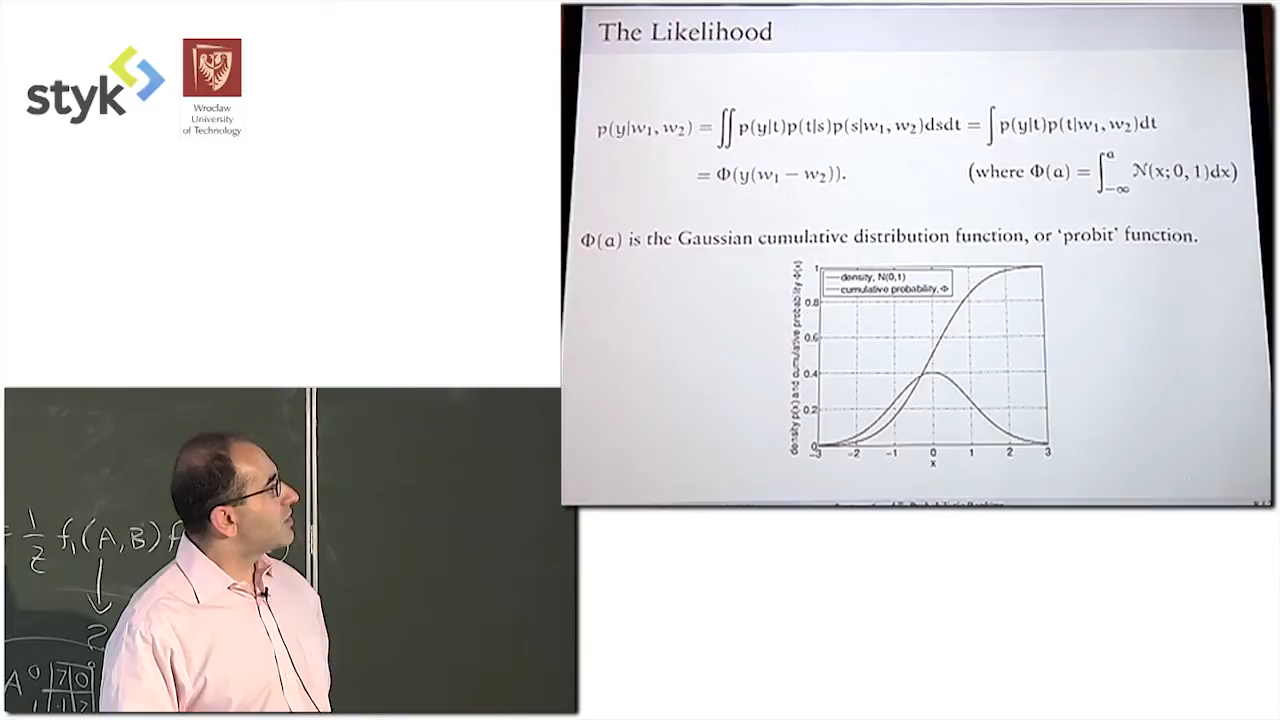 styk
Wrocław
University
of Technology
The Likelihood
p(y|w₁, w₂) = ∬ p(y|t)p(t|s)p(s|w₁, w₂)dsdt = ∫ p(y|t)p(t|w₁, w₂)dt
= Φ(y(w₁ − w₂)). (where Φ(a) = ∫_{−∞}^{a} N(x; 0, 1)dx)
Φ(a) is the Gaussian cumulative distribution function, or ‘probit’ function.
density p(x) and cumulative probability Φ(x)
density, N(0,1)
cumulative probability, Φ
1
0.8
0.6
0.4
0.2
0
−3 −2 −1 0 1 2 3
x
= 1/Z f₁(A,B) f
2
A 0 7 0